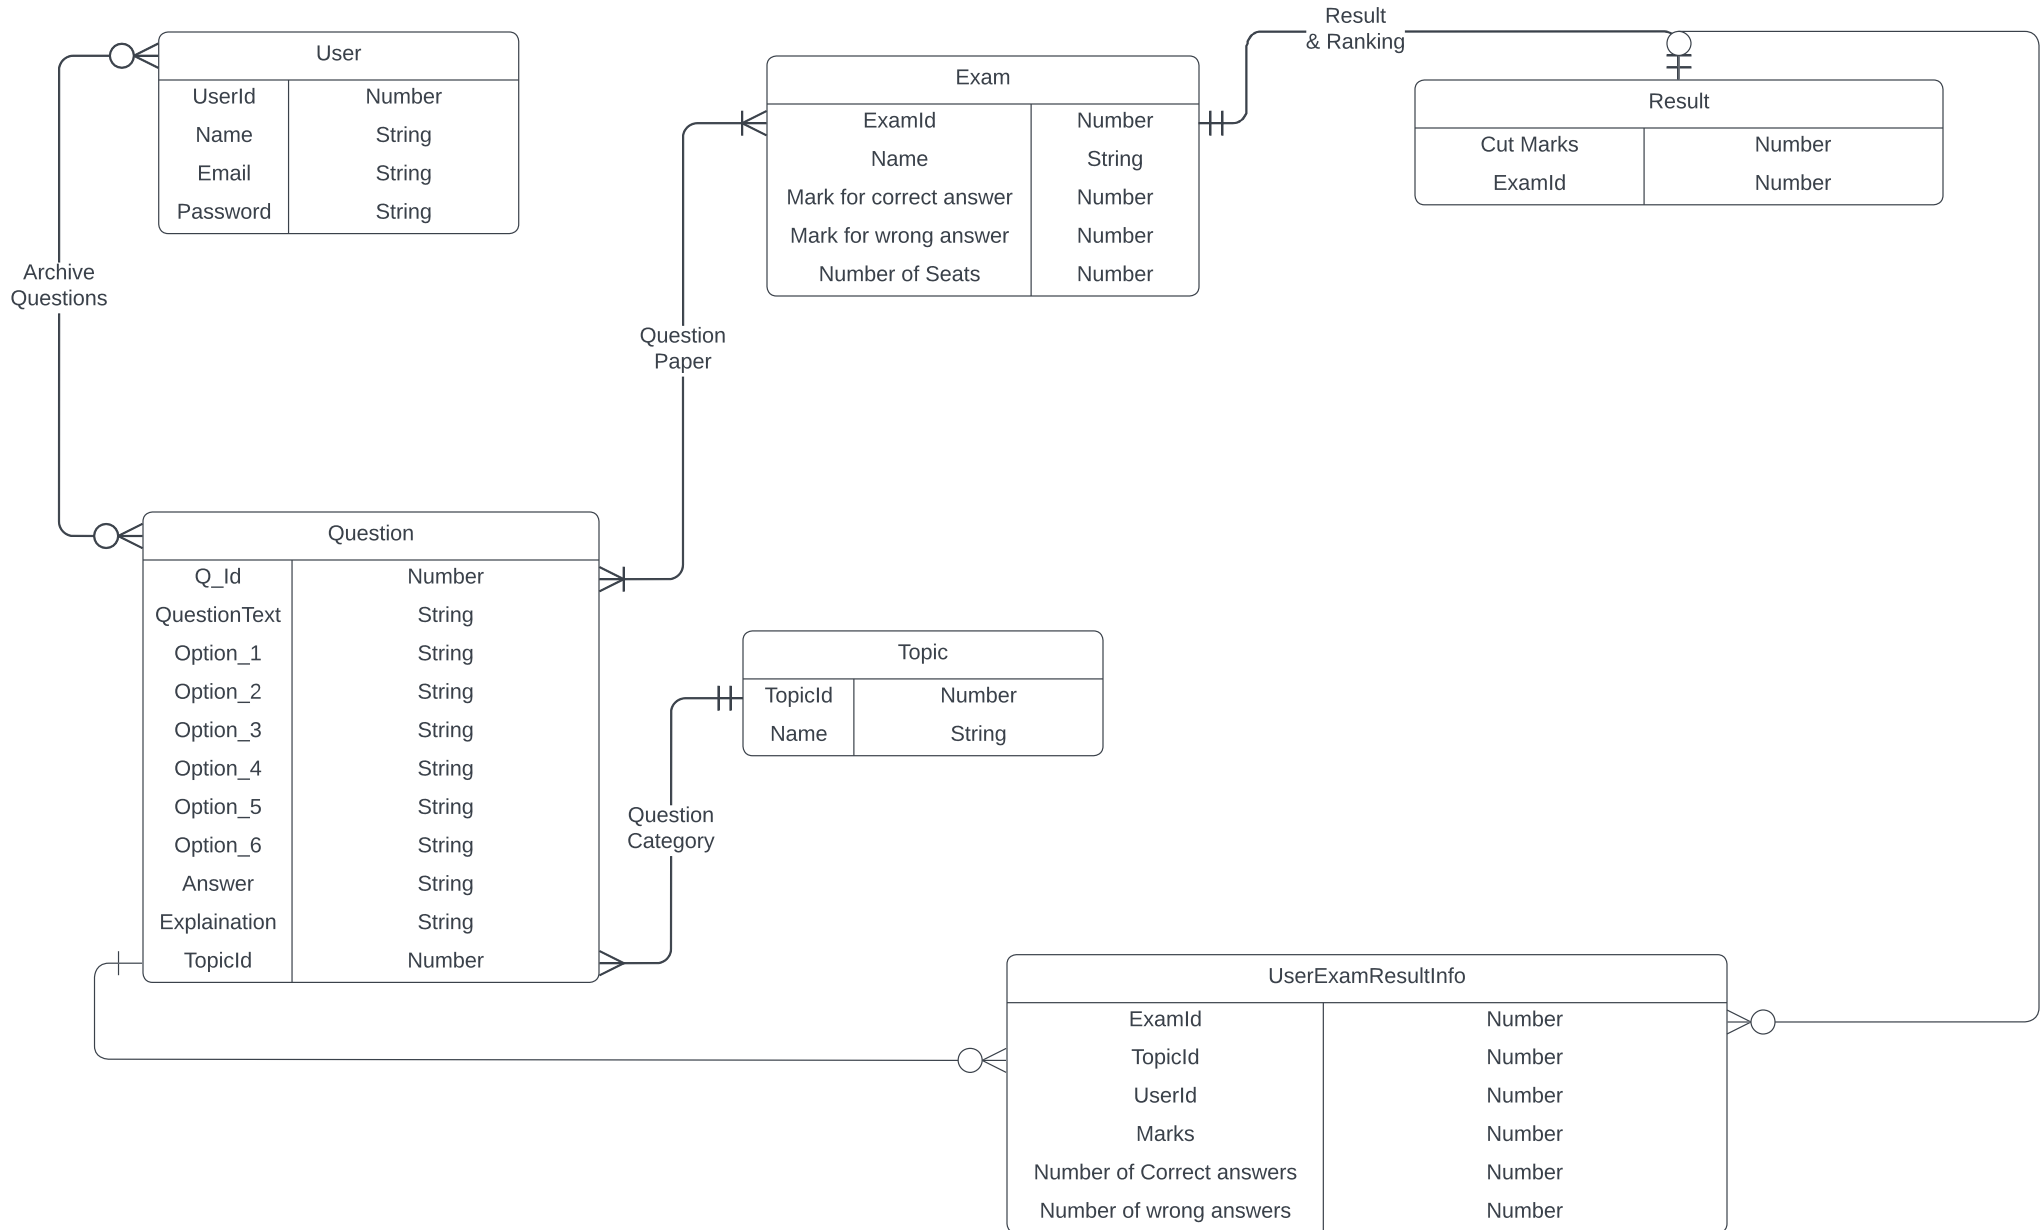 Result
& Ranking
User
UserId Number
Name String
Email String
Password String
Exam
ExamId Number
Name String
Mark for correct answer Number
Mark for wrong answer Number
Number of Seats Number
Result
Cut Marks Number
ExamId Number
Archive
Questions
Question
Paper
Question
Q_Id Number
QuestionText String
Option_1 String
Option_2 String
Option_3 String
Option_4 String
Option_5 String
Option_6 String
Answer String
Explaination String
TopicId Number
Topic
TopicId Number
Name String
Question
Category
UserExamResultInfo
ExamId Number
TopicId Number
UserId Number
Marks Number
Number of Correct answers Number
Number of wrong answers Number